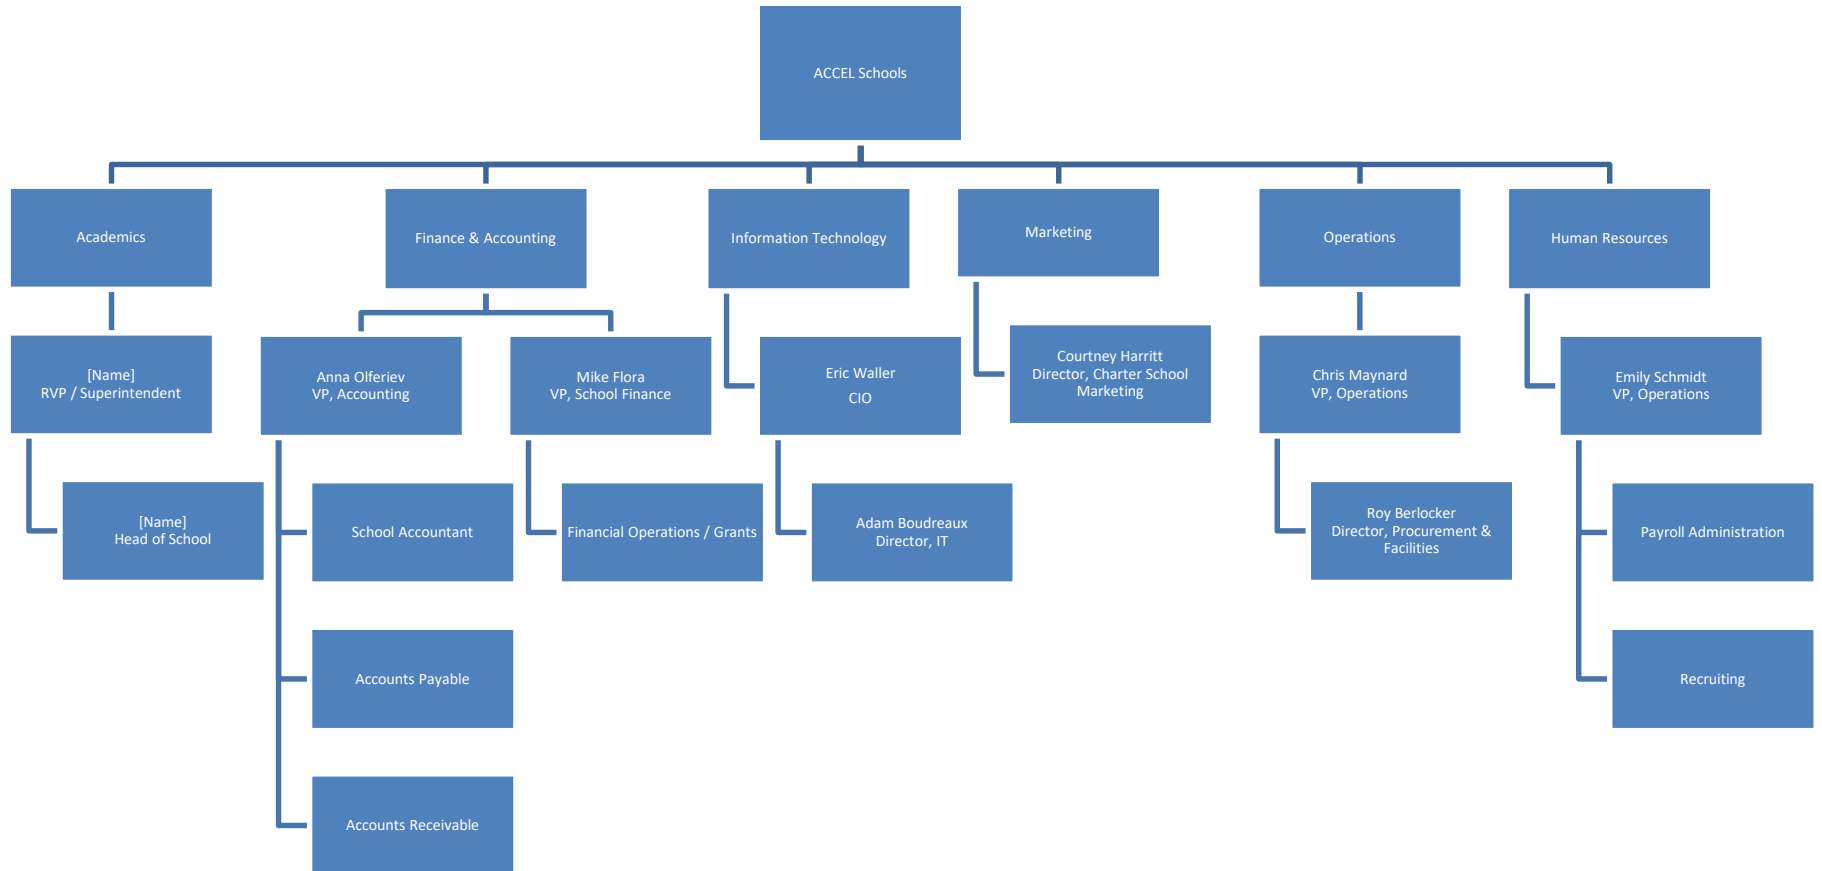 ACCEL Schools
Academics
Finance & Accounting
Information Technology
Marketing
Operations
Human Resources
[Name]
RVP / Superintendent
Anna Olferiev
VP, Accounting
Mike Flora
VP, School Finance
Eric Waller
CIO
Courtney Harritt
Director, Charter School
Marketing
Chris Maynard
VP, Operations
Emily Schmidt
VP, Operations
[Name]
Head of School
School Accountant
Financial Operations / Grants
Adam Boudreaux
Director, IT
Roy Berlocker
Director, Procurement &
Facilities
Payroll Administration
Accounts Payable
Recruiting
Accounts Receivable